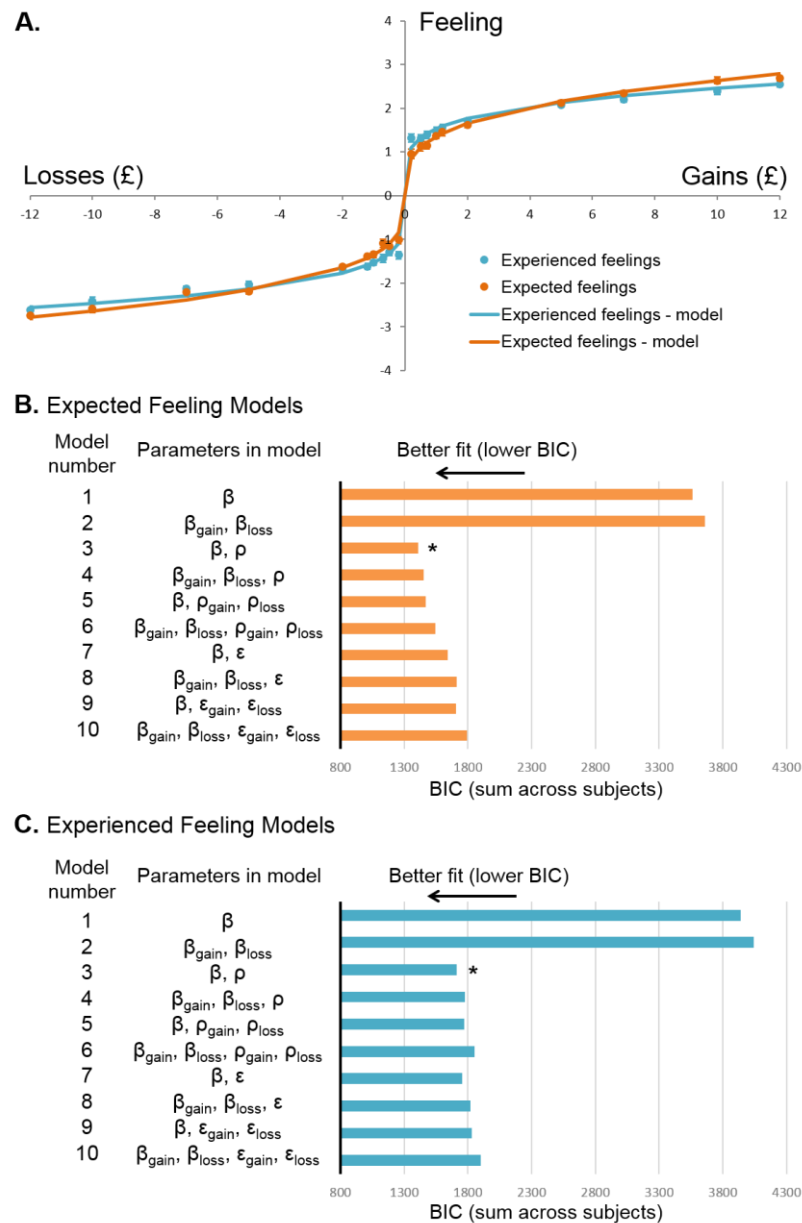 A.
Feeling
4
3
2
1
0
-1
-2
-3
-4
Losses (£)
Gains (£)
-12 -10 -8 -6 -4 -2 0 2 4 6 8 10 12
Experienced feelings
Expected feelings
Experienced feelings - model
Expected feelings - model
B. Expected Feeling Models
Model number
Parameters in model
Better fit (lower BIC)
1 β
2 βgain, βloss
3 β, ρ *
4 βgain, βloss, ρ
5 β, ρgain, ρloss
6 βgain, βloss, ρgain, ρloss
7 β, ε
8 βgain, βloss, ε
9 β, εgain, εloss
10 βgain, βloss, εgain, εloss
800 1300 1800 2300 2800 3300 3800 4300
BIC (sum across subjects)
C. Experienced Feeling Models
Model number
Parameters in model
Better fit (lower BIC)
1 β
2 βgain, βloss
3 β, ρ *
4 βgain, βloss, ρ
5 β, ρgain, ρloss
6 βgain, βloss, ρgain, ρloss
7 β, ε
8 βgain, βloss, ε
9 β, εgain, εloss
10 βgain, βloss, εgain, εloss
800 1300 1800 2300 2800 3300 3800 4300
BIC (sum across subjects)